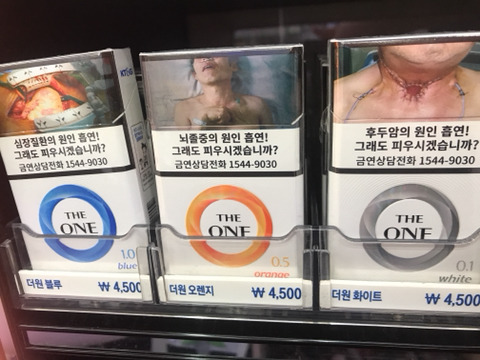 심장질환의 원인 흡연!
그래도 피우시겠습니까?
금연상담전화 1544-9030
THE
ONE
1.0
blue
더원 블루
₩ 4,500
뇌졸중의 원인 흡연!
그래도 피우시겠습니까?
금연상담전화 1544-9030
THE
ONE
0.5
orange
더원 오렌지
₩ 4,500
후두암의 원인 흡연!
그래도 피우시겠습니까?
금연상담전화 1544-9030
THE
ONE
0.1
white
더원 화이트
₩ 4,500